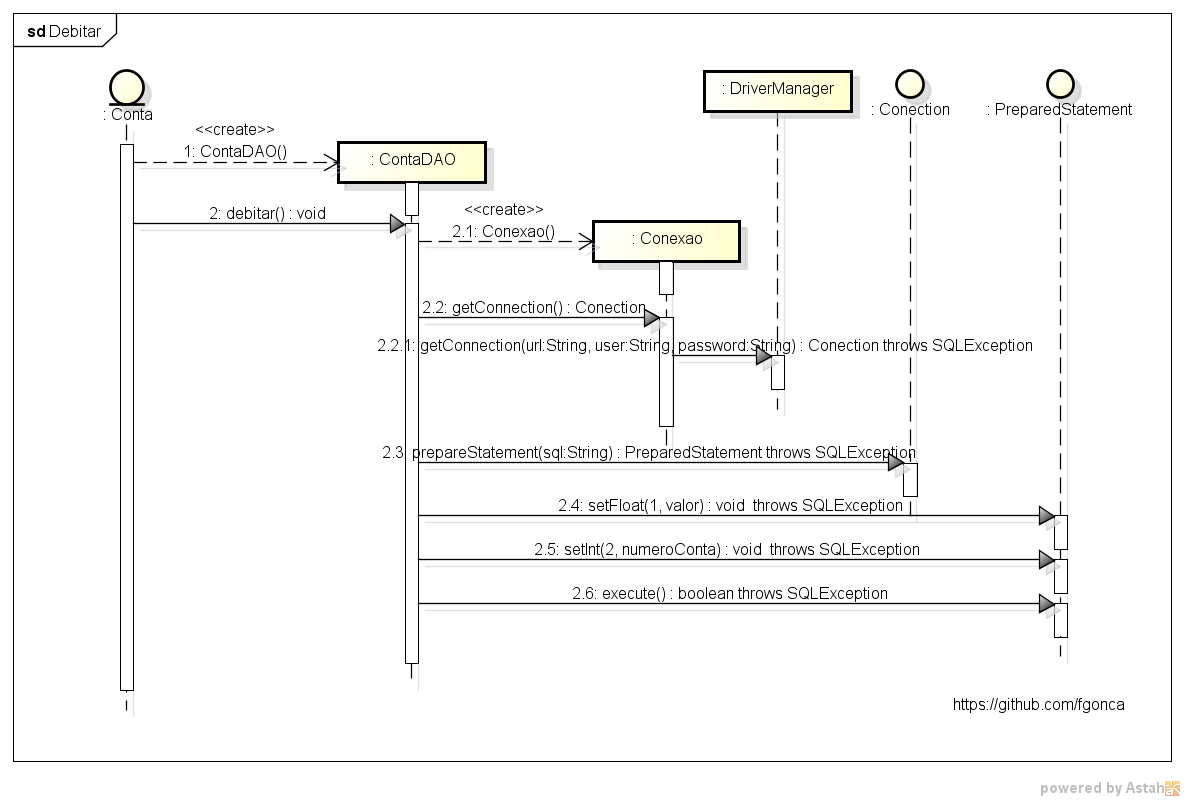 sd Debitar
: DriverManager
: Conta
: Conection
: PreparedStatement
<<create>>
1: ContaDAO()
: ContaDAO
2: debitar() : void
<<create>>
2.1: Conexao()
: Conexao
2.2: getConnection() : Conection
2.2.1: getConnection(url:String, user:String, password:String) : Conection throws SQLException
2.3: prepareStatement(sql:String) : PreparedStatement throws SQLException
2.4: setFloat(1, valor) : void  throws SQLException
2.5: setInt(2, numeroConta) : void  throws SQLException
2.6: execute() : boolean throws SQLException
https://github.com/fgonca
powered by Astah